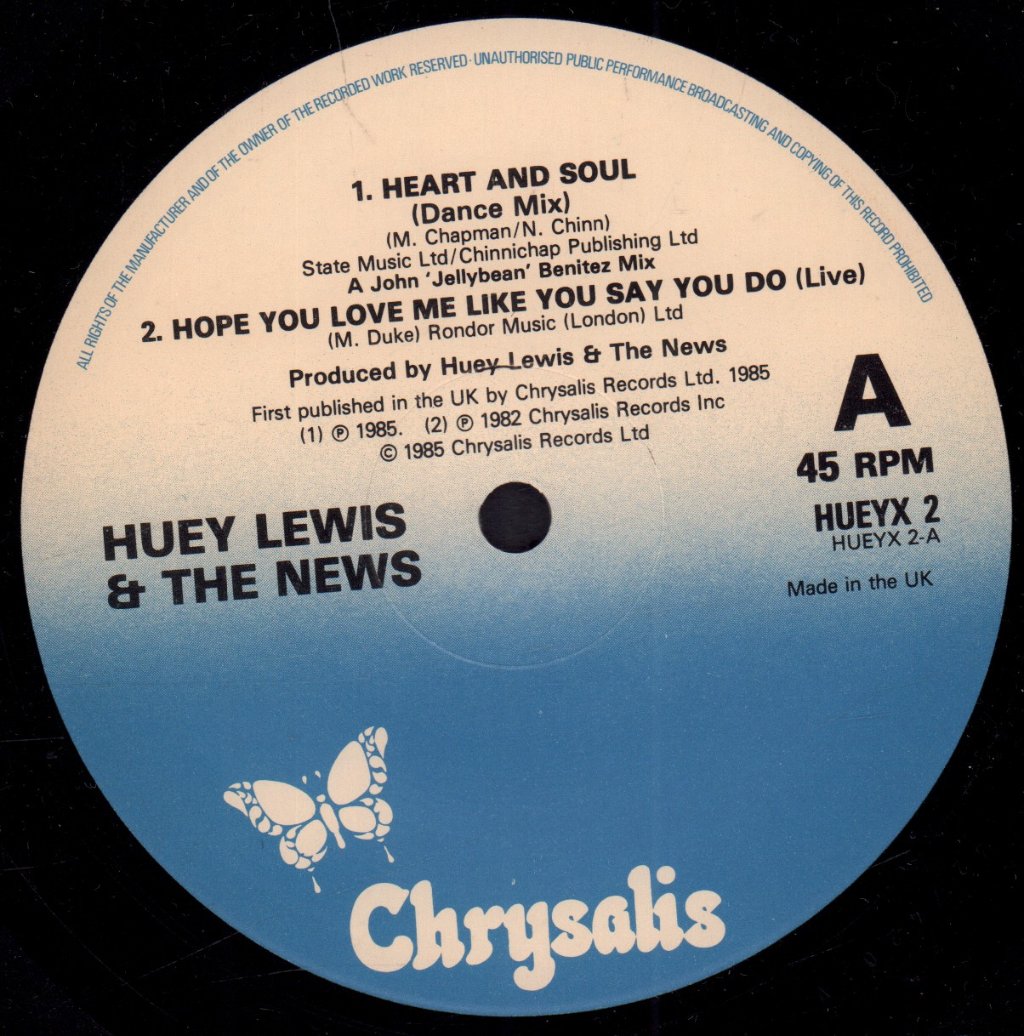 ALL RIGHTS OF THE MANUFACTURER AND OF THE OWNER OF THE RECORDED WORK RESERVED · UNAUTHORISED PUBLIC PERFORMANCE BROADCASTING AND COPYING OF THIS RECORD PROHIBITED
1. HEART AND SOUL
(Dance Mix)
(M. Chapman/N. Chinn)
State Music Ltd/Chinnichap Publishing Ltd
A John 'Jellybean' Benitez Mix
2. HOPE YOU LOVE ME LIKE YOU SAY YOU DO (Live)
(M. Duke) Rondor Music (London) Ltd
Produced by Huey Lewis & The News
First published in the UK by Chrysalis Records Ltd. 1985
(1) ℗ 1985. (2) ℗ 1982 Chrysalis Records Inc
© 1985 Chrysalis Records Ltd
A
45 RPM
HUEYX 2
HUEYX 2-A
Made in the UK
HUEY LEWIS
& THE NEWS
Chrysalis